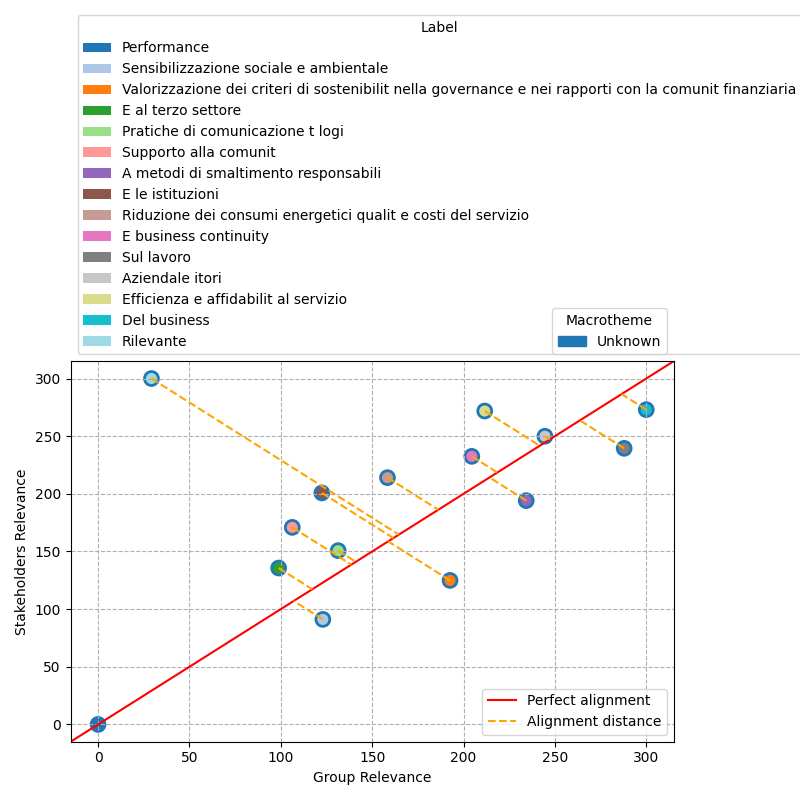 Label
Performance
Sensibilizzazione sociale e ambientale
Valorizzazione dei criteri di sostenibilit nella governance e nei rapporti con la comunit finanziaria
E al terzo settore
Pratiche di comunicazione t logi
Supporto alla comunit
A metodi di smaltimento responsabili
E le istituzioni
Riduzione dei consumi energetici qualit e costi del servizio
E business continuity
Sul lavoro
Aziendale itori
Efficienza e affidabilit al servizio
Del business
Rilevante
Macrotheme
Unknown
300
250
200
150
100
50
0
Stakeholders Relevance
Perfect alignment
Alignment distance
0 50 100 150 200 250 300
Group Relevance